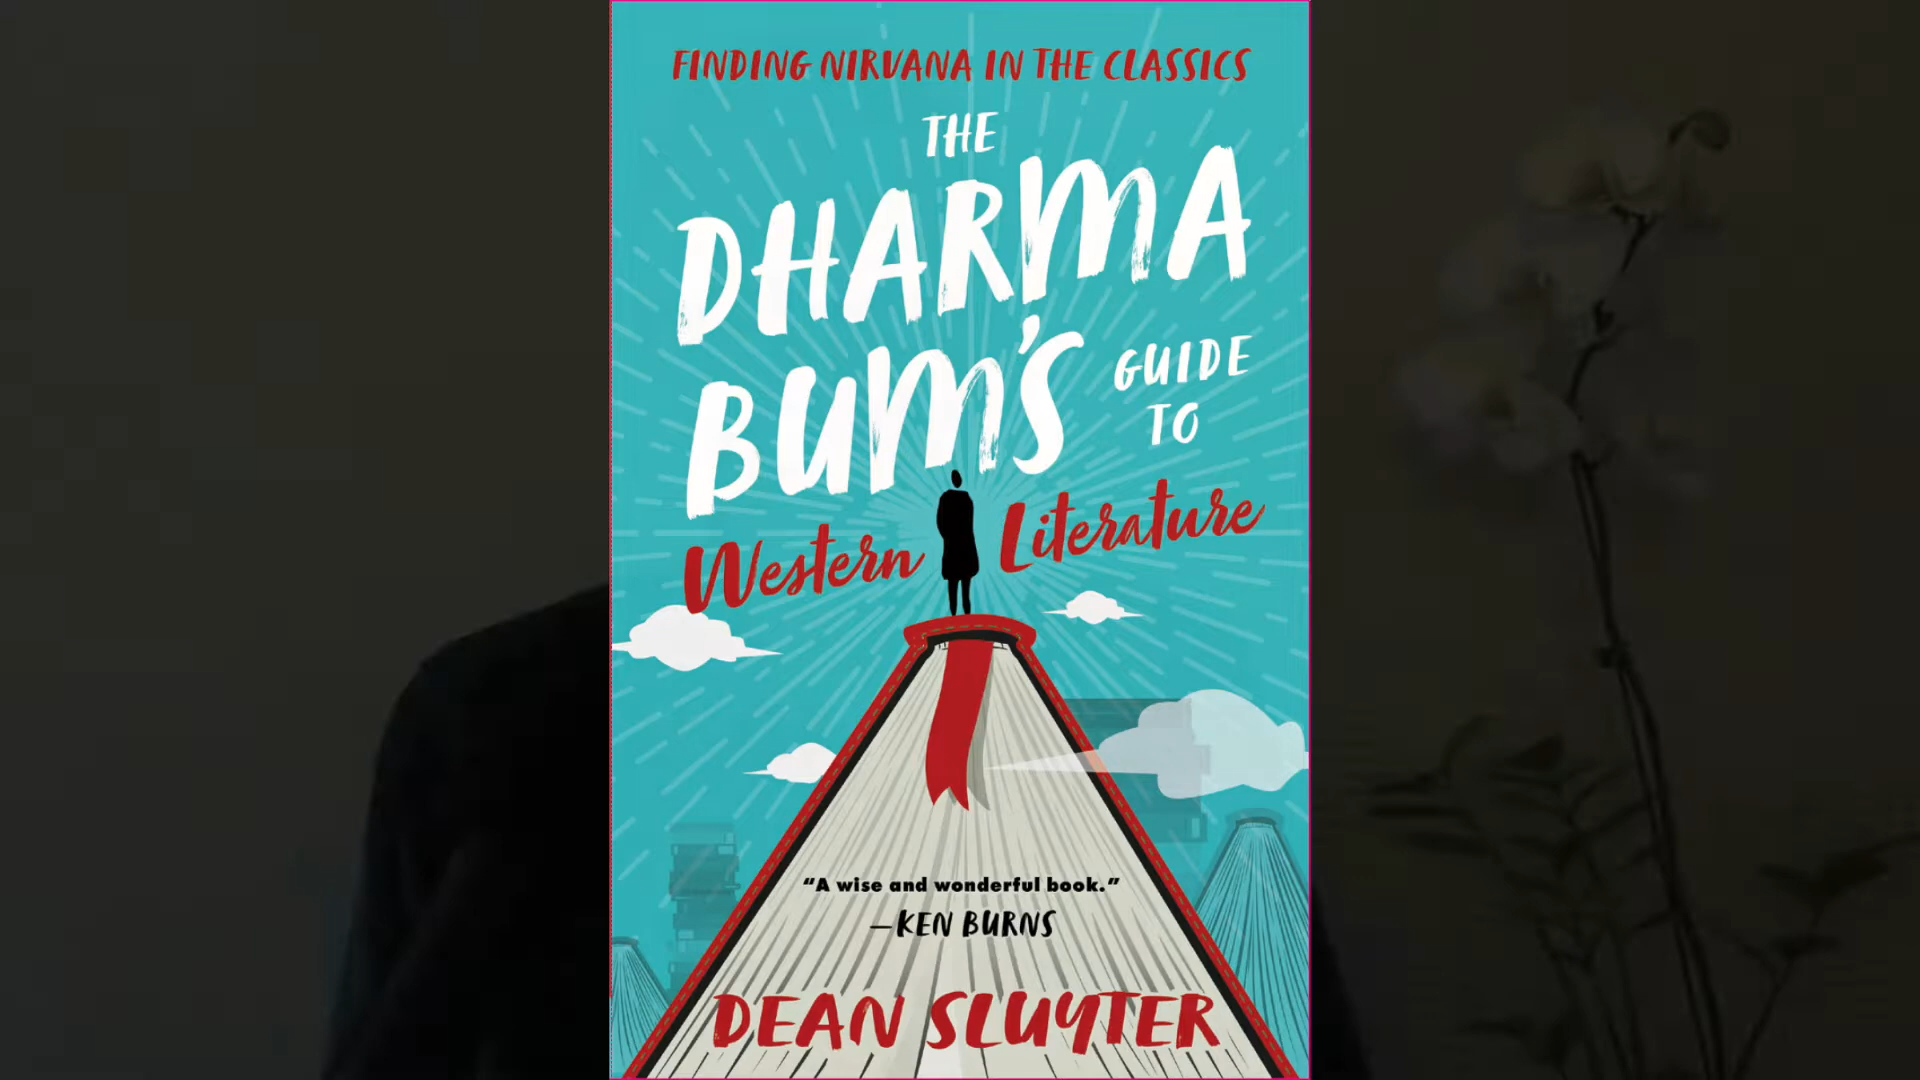 FINDING NIRVANA IN THE CLASSICS
THE
DHARMA
BUM'S
GUIDE
TO
Western Literature
“A wise and wonderful book.”
—KEN BURNS
DEAN SLUYTER